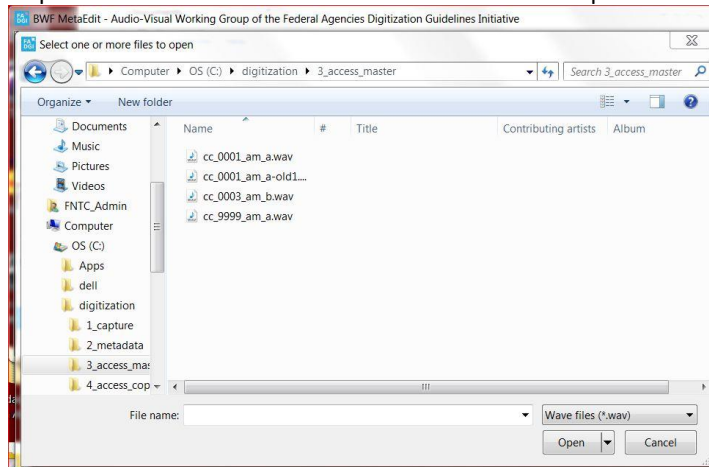 BWF MetaEdit - Audio-Visual Working Group of the Federal Agencies Digitization Guidelines Initiative
Select one or more files to open
Computer ▸ OS (C:) ▸ digitization ▸ 3_access_master
Search 3_access_master
Organize
New folder
Name # Title Contributing artists Album
Documents
Music
Pictures
Videos
FNTC_Admin
Computer
OS (C:)
Apps
dell
digitization
1_capture
2_metadata
3_access_mas
4_access_cop
cc_0001_am_a.wav
cc_0001_am_a-old1....
cc_0003_am_b.wav
cc_9999_am_a.wav
File name:
Wave files (*.wav)
Open
Cancel